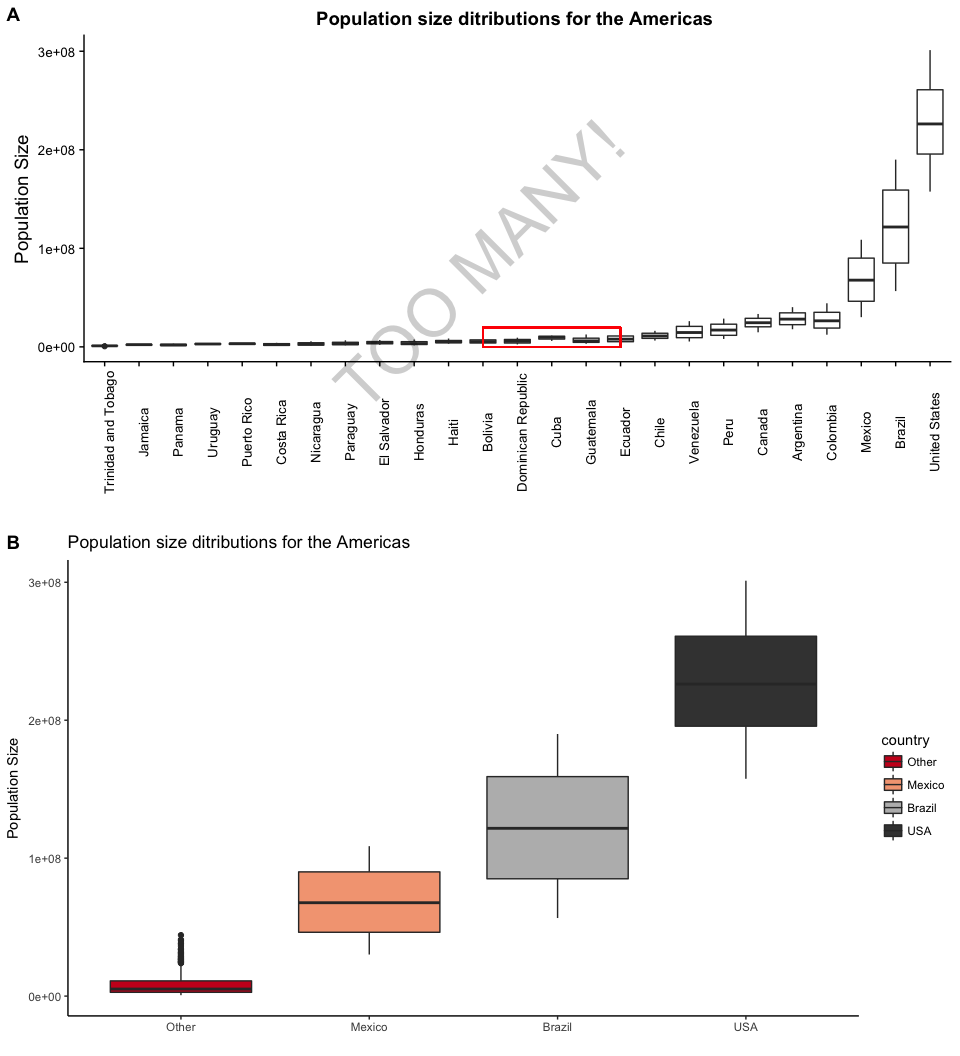 A
Population size ditributions for the Americas
3e+08
2e+08
1e+08
0e+00
Population Size
TOO MANY!
Trinidad and Tobago
Jamaica
Panama
Uruguay
Puerto Rico
Costa Rica
Nicaragua
Paraguay
El Salvador
Honduras
Haiti
Bolivia
Dominican Republic
Cuba
Guatemala
Ecuador
Chile
Venezuela
Peru
Canada
Argentina
Colombia
Mexico
Brazil
United States
B
Population size ditributions for the Americas
3e+08
2e+08
1e+08
0e+00
Population Size
Other
Mexico
Brazil
USA
country
Other
Mexico
Brazil
USA